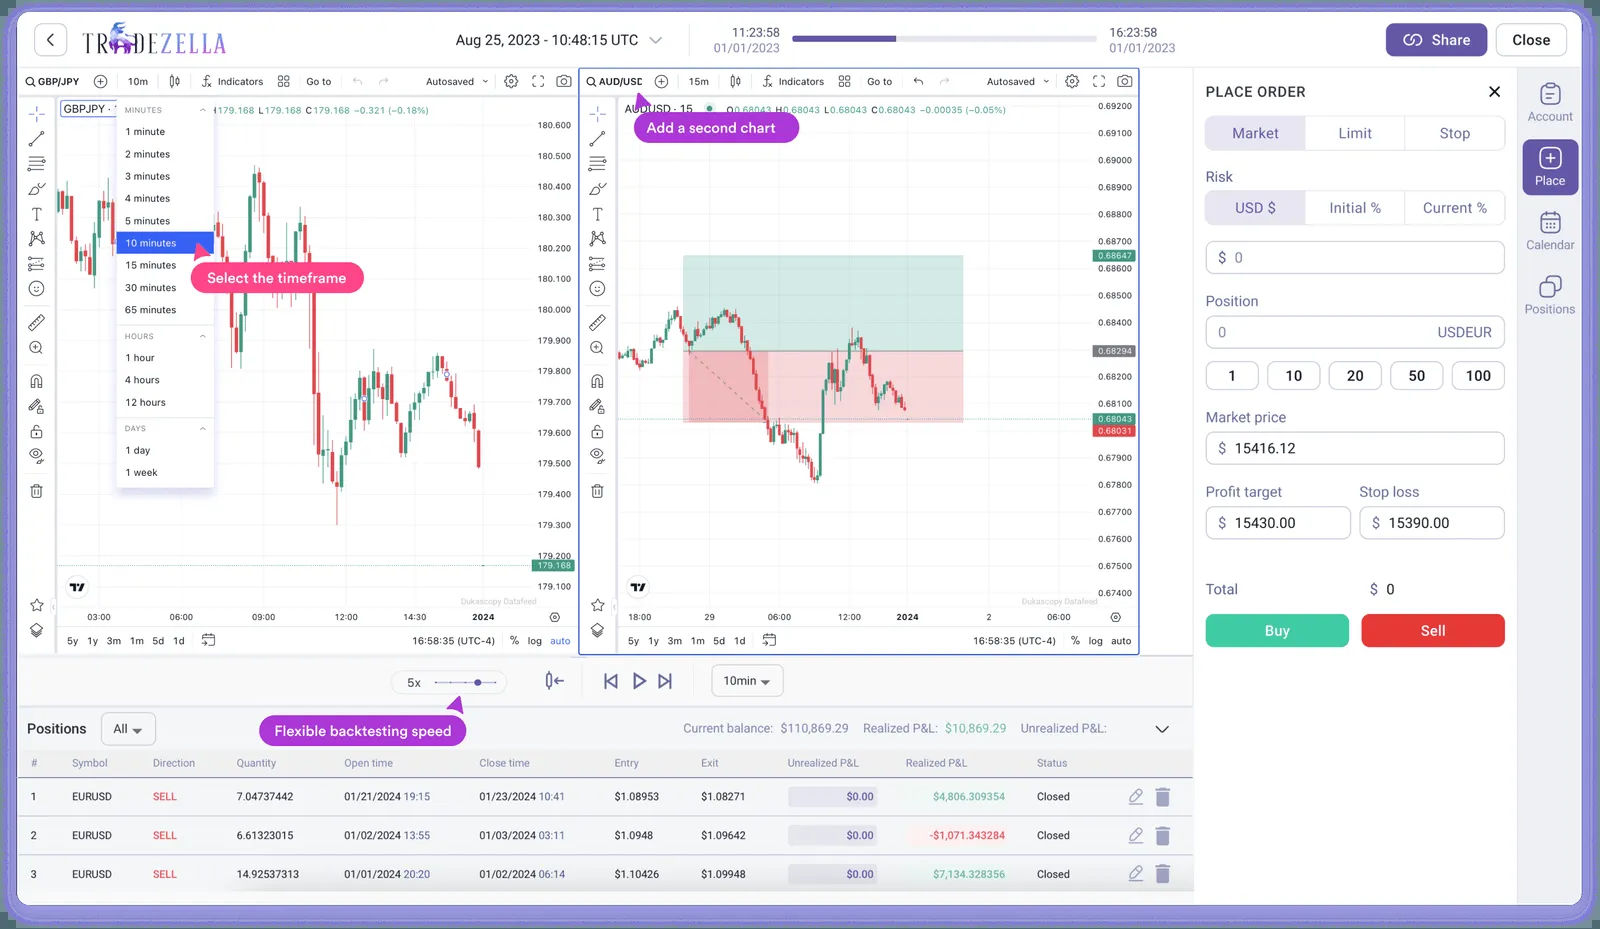 TRADEZELLA
Aug 25, 2023 - 10:48:15 UTC
11:23:58
01/01/2023
16:23:58
01/01/2023
Share
Close
GBP/JPY
10m
Indicators
Go to
Autosaved
AUD/USD
15m
Indicators
Go to
Autosaved
GBPJPY ·
H179.168 L179.168 C179.168 −0.321 (−0.18%)
AUDUSD · 15
O0.68043 H0.68043 L0.68043 C0.68043 −0.00035 (−0.05%)
Add a second chart
MINUTES
1 minute
2 minutes
3 minutes
4 minutes
5 minutes
10 minutes
15 minutes
30 minutes
65 minutes
HOURS
1 hour
4 hours
12 hours
DAYS
1 day
1 week
Select the timeframe
180.600
180.500
180.400
180.300
180.200
180.100
180.000
179.900
179.800
179.700
179.600
179.500
179.400
179.300
179.200
179.168
179.100
Dukascopy Datafeed
03:00
06:00
09:00
12:00
14:30
2024
5y 1y 3m 1m 5d 1d
16:58:35 (UTC-4)
% log auto
0.69200
0.69100
0.69000
0.68900
0.68800
0.68700
0.68647
0.68600
0.68500
0.68400
0.68294
0.68200
0.68100
0.68043
0.68031
0.67900
0.67800
0.67700
0.67600
0.67500
0.67400
Dukascopy Datafeed
18:00
29
06:00
12:00
2024
2
06:00
5y 1y 3m 1m 5d 1d
16:58:35 (UTC-4)
% log auto
PLACE ORDER
Market
Limit
Stop
Risk
USD $
Initial %
Current %
$ 0
Position
0
USDEUR
1
10
20
50
100
Market price
$ 15416.12
Profit target
Stop loss
$ 15430.00
$ 15390.00
Total
$ 0
Buy
Sell
Account
Place
Calendar
Positions
5x
10min
Flexible backtesting speed
Positions
All
Current balance: $110,869.29
Realized P&L: $10,869.29
Unrealized P&L:
# Symbol Direction Quantity Open time Close time Entry Exit Unrealized P&L Realized P&L Status
1 EURUSD SELL 7.04737442 01/21/2024 19:15 01/23/2024 10:41 $1.08953 $1.08271 $0.00 $4,806.309354 Closed
2 EURUSD SELL 6.61323015 01/02/2024 13:55 01/03/2024 03:11 $1.0948 $1.09642 $0.00 -$1,071.343284 Closed
3 EURUSD SELL 14.92537313 01/01/2024 20:20 01/02/2024 06:14 $1.10426 $1.09948 $0.00 $7,134.328356 Closed